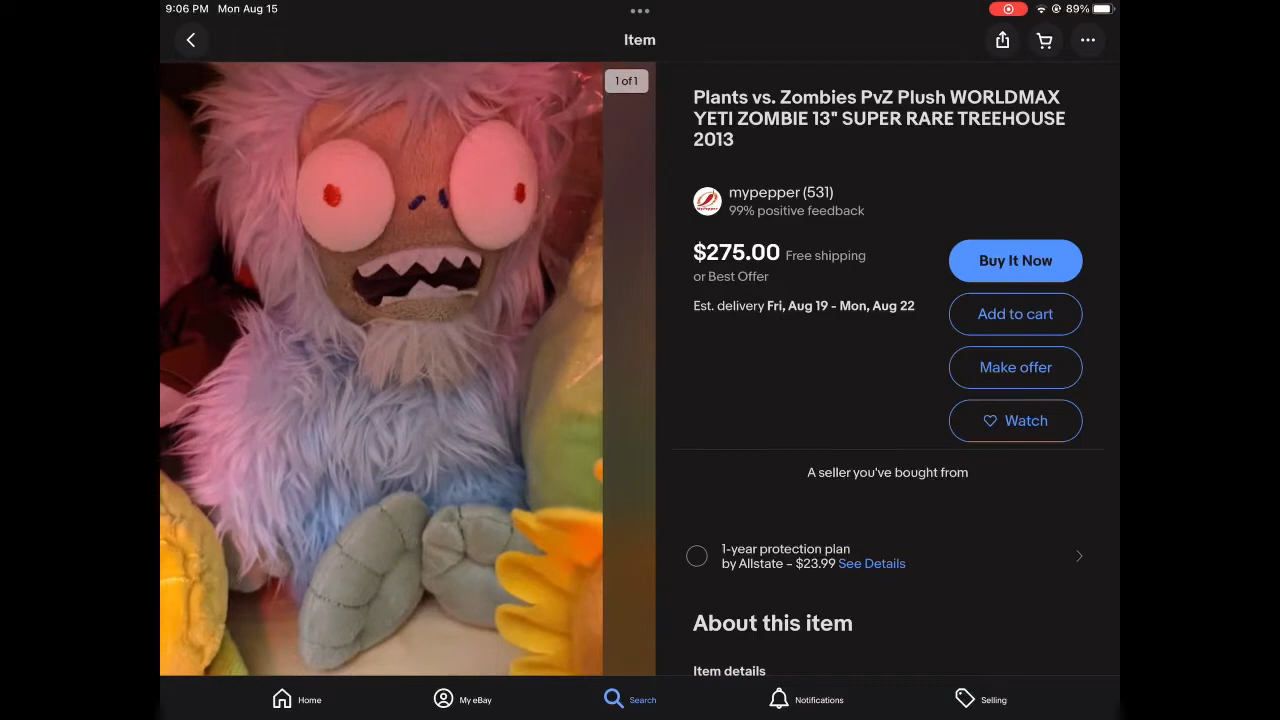 9:06 PM Mon Aug 15
89%
Item
1 of 1
Plants vs. Zombies PvZ Plush WORLDMAX
YETI ZOMBIE 13" SUPER RARE TREEHOUSE
2013
mypepper (531)
99% positive feedback
$275.00 Free shipping
or Best Offer
Est. delivery Fri, Aug 19 - Mon, Aug 22
Buy It Now
Add to cart
Make offer
Watch
A seller you've bought from
1-year protection plan
by Allstate - $23.99 See Details
About this item
Item details
Home
My eBay
Search
Notifications
Selling